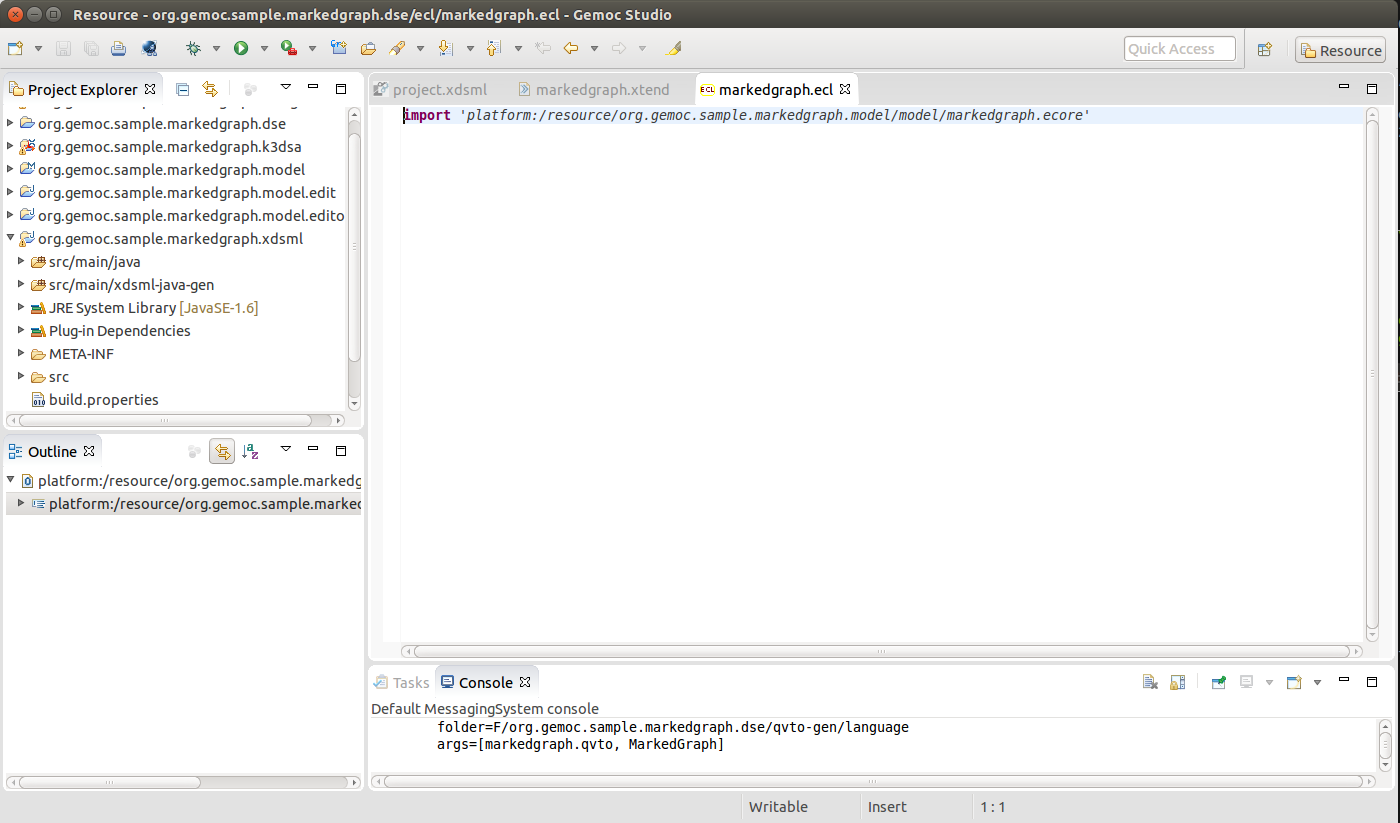 Resource - org.gemoc.sample.markedgraph.dse/ecl/markedgraph.ecl - Gemoc Studio
Quick Access
Resource
Project Explorer
org.gemoc.sample.markedgraph.dse
org.gemoc.sample.markedgraph.k3dsa
org.gemoc.sample.markedgraph.model
org.gemoc.sample.markedgraph.model.edit
org.gemoc.sample.markedgraph.model.edito
org.gemoc.sample.markedgraph.xdsml
src/main/java
src/main/xdsml-java-gen
JRE System Library [JavaSE-1.6]
Plug-in Dependencies
META-INF
src
build.properties
Outline
platform:/resource/org.gemoc.sample.markedg
platform:/resource/org.gemoc.sample.markec
project.xdsml
markedgraph.xtend
ECL markedgraph.ecl
import 'platform:/resource/org.gemoc.sample.markedgraph.model/model/markedgraph.ecore'
Tasks
Console
Default MessagingSystem console
folder=F/org.gemoc.sample.markedgraph.dse/qvto-gen/language
args=[markedgraph.qvto, MarkedGraph]
Writable
Insert
1 : 1